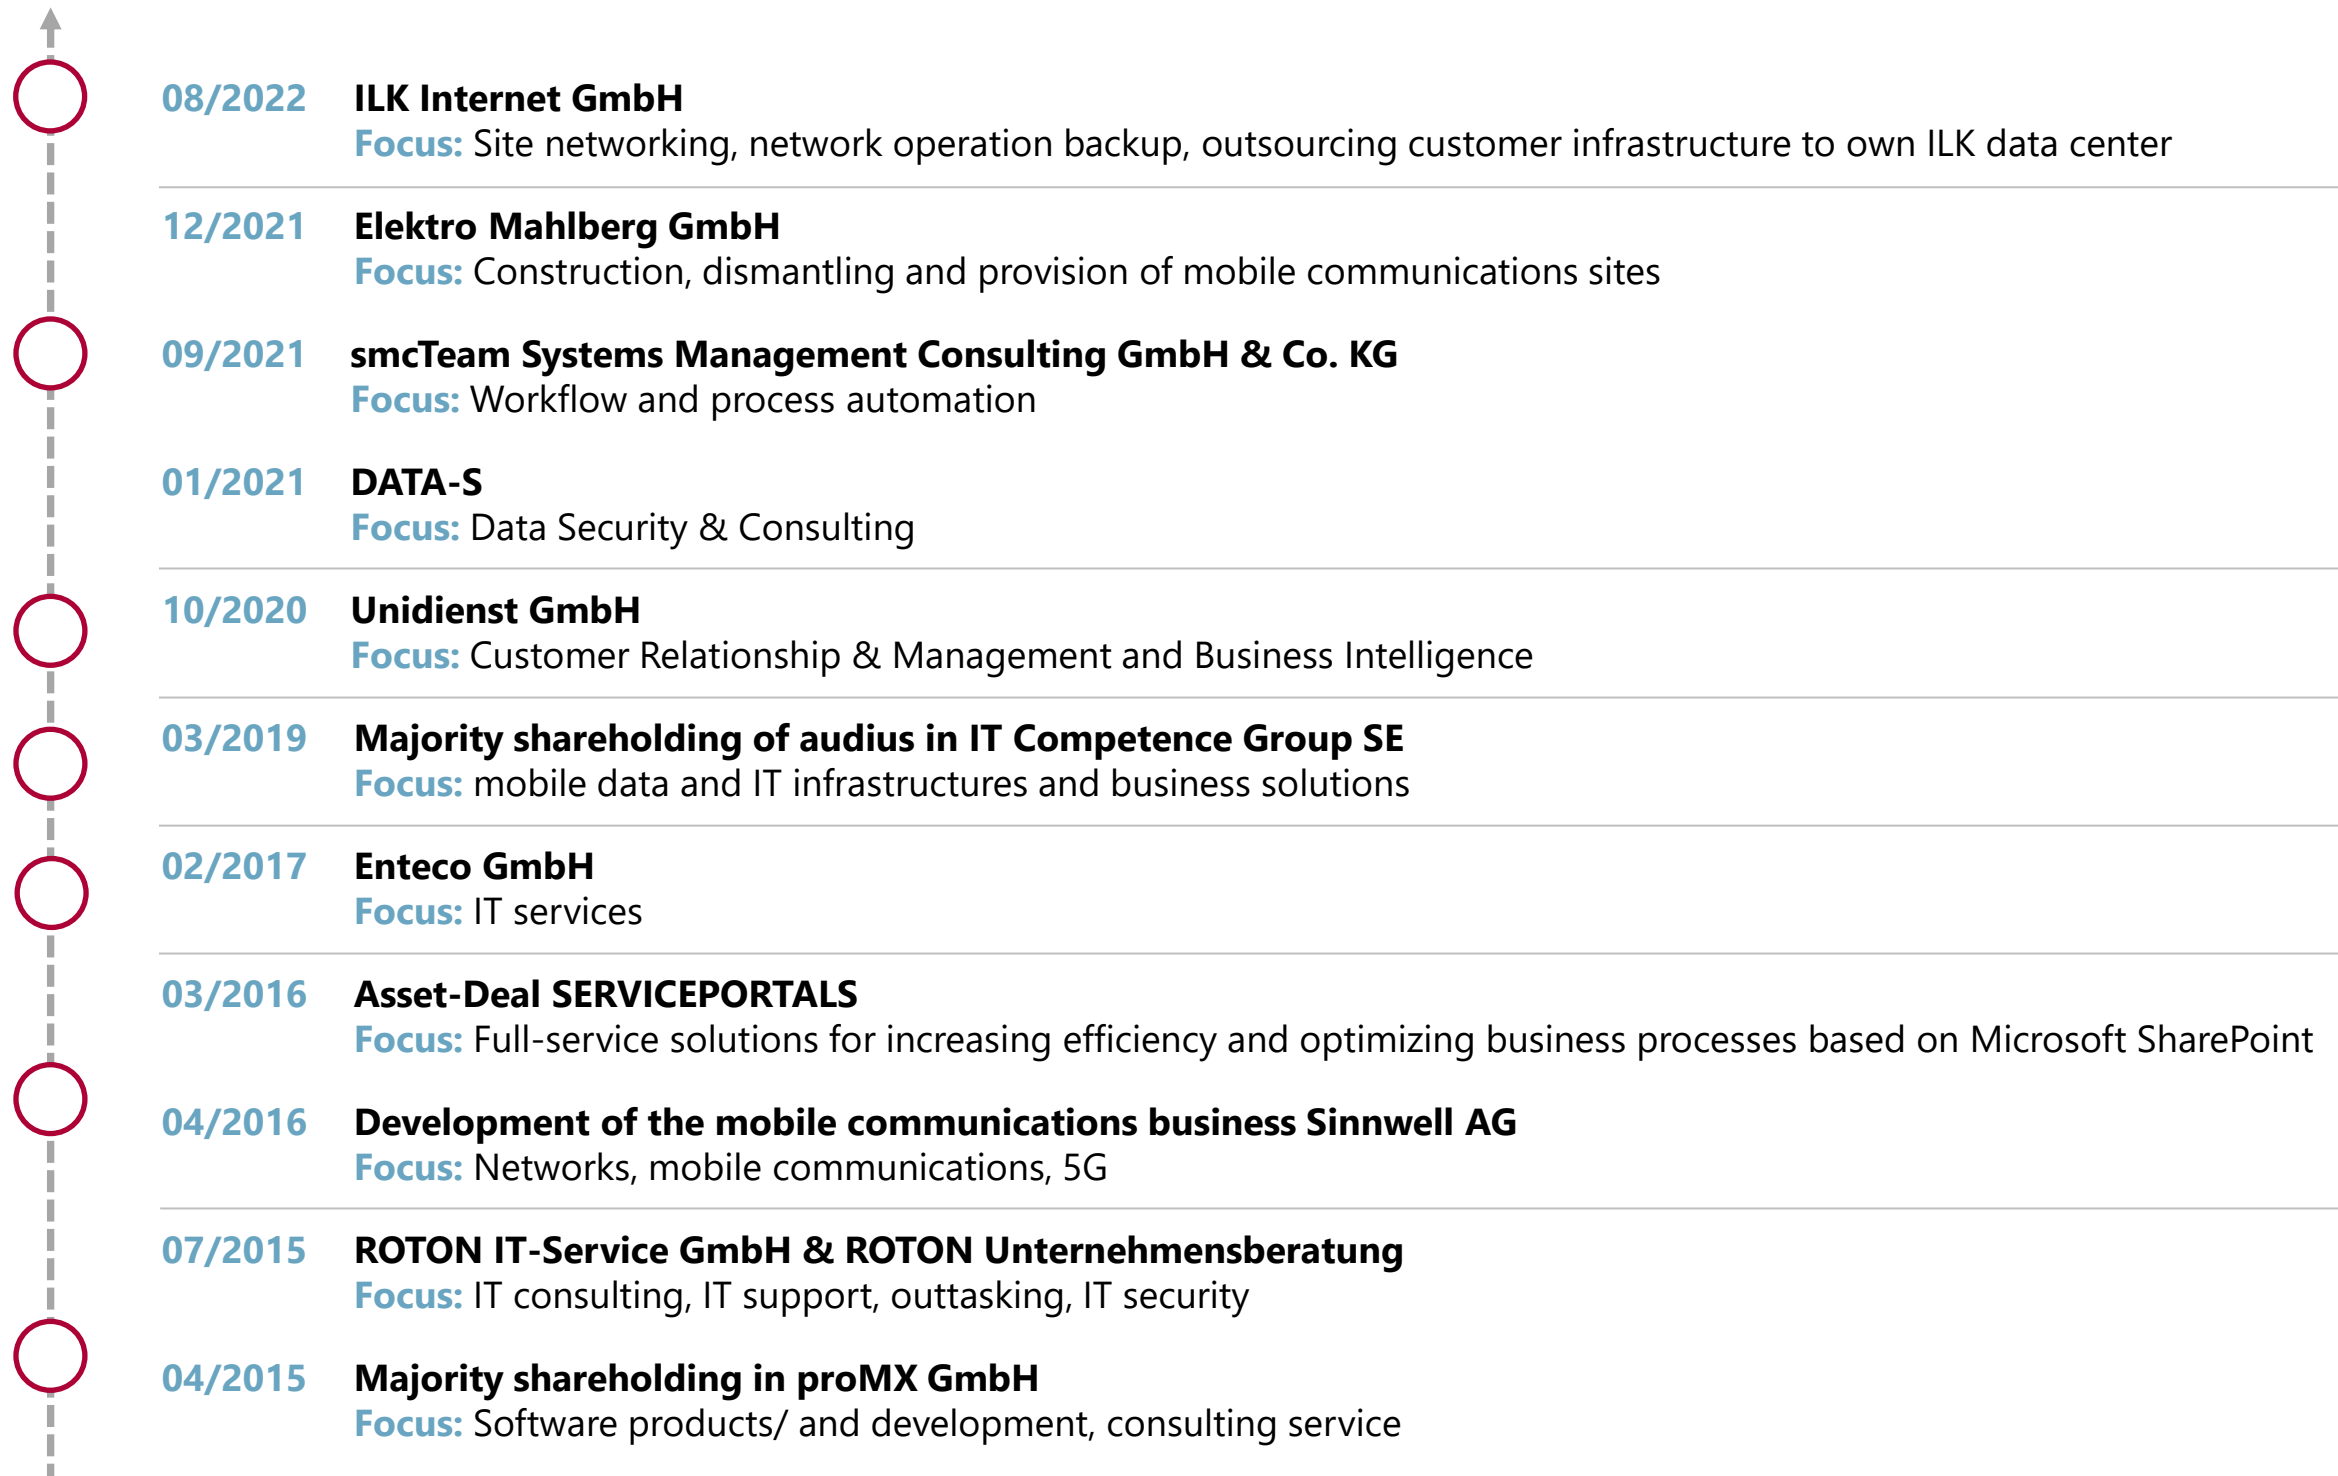 08/2022 ILK Internet GmbH
Focus: Site networking, network operation backup, outsourcing customer infrastructure to own ILK data center
12/2021 Elektro Mahlberg GmbH
Focus: Construction, dismantling and provision of mobile communications sites
09/2021 smcTeam Systems Management Consulting GmbH & Co. KG
Focus: Workflow and process automation
01/2021 DATA-S
Focus: Data Security & Consulting
10/2020 Unidienst GmbH
Focus: Customer Relationship & Management and Business Intelligence
03/2019 Majority shareholding of audius in IT Competence Group SE
Focus: mobile data and IT infrastructures and business solutions
02/2017 Enteco GmbH
Focus: IT services
03/2016 Asset-Deal SERVICEPORTALS
Focus: Full-service solutions for increasing efficiency and optimizing business processes based on Microsoft SharePoint
04/2016 Development of the mobile communications business Sinnwell AG
Focus: Networks, mobile communications, 5G
07/2015 ROTON IT-Service GmbH & ROTON Unternehmensberatung
Focus: IT consulting, IT support, outtasking, IT security
04/2015 Majority shareholding in proMX GmbH
Focus: Software products/ and development, consulting service